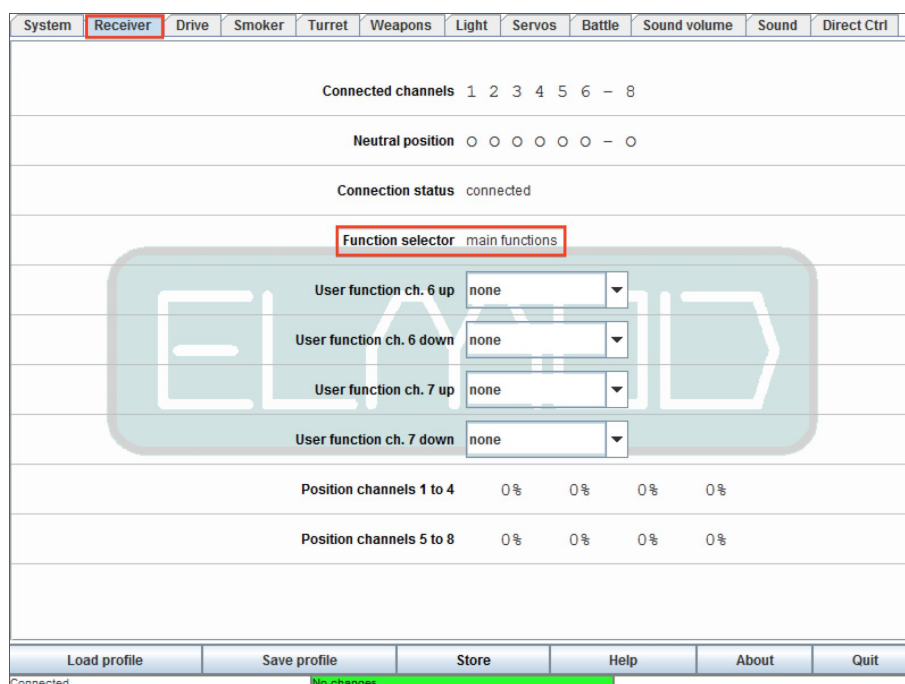 System Receiver Drive Smoker Turret Weapons Light Servos Battle Sound volume Sound Direct Ctrl
Connected channels 1 2 3 4 5 6 – 8
Neutral position O O O O O O – O
Connection status connected
Function selector main functions
User function ch. 6 up none
User function ch. 6 down none
User function ch. 7 up none
User function ch. 7 down none
ELMOD
Position channels 1 to 4 0% 0% 0% 0%
Position channels 5 to 8 0% 0% 0% 0%
Load profile Save profile Store Help About Quit
Connected No changes